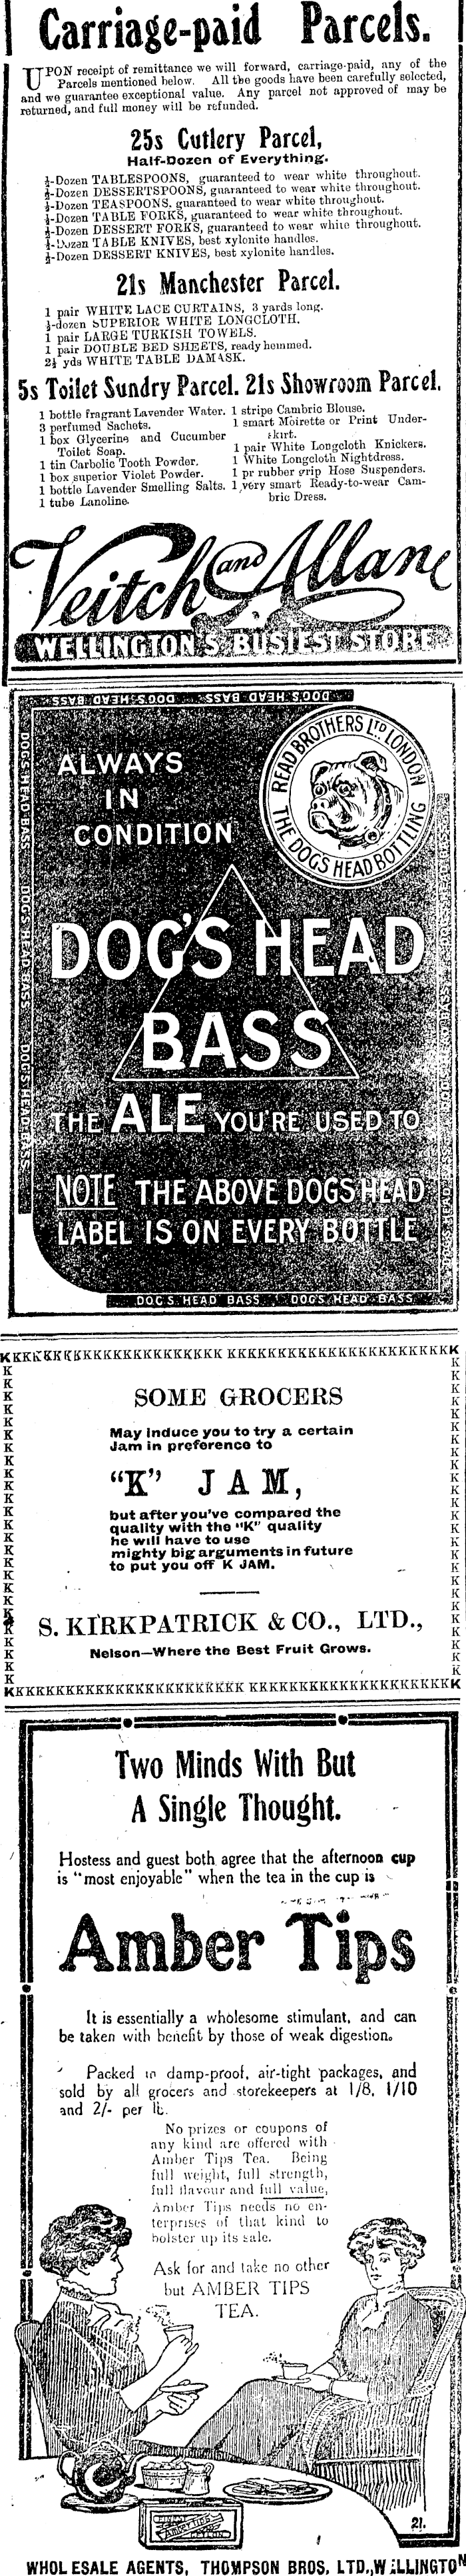 Carriage-paid Parcels.
UPON receipt of remittance we will forward, carriage-paid, any of the
Parcels mentioned below. All the goods have been carefully selected,
and we guarantee exceptional value. Any parcel not approved of may be
returned, and full money will be refunded.
25s Cutlery Parcel,
Half-Dozen of Everything.
½-Dozen TABLESPOONS, guaranteed to wear white throughout.
½-Dozen DESSERTSPOONS, guaranteed to wear white throughout.
½-Dozen TEASPOONS, guaranteed to wear white throughout.
½-Dozen TABLE FORKS, guaranteed to wear white throughout.
½-Dozen DESSERT FORKS, guaranteed to wear white throughout.
½-Dozen TABLE KNIVES, best xylonite handles.
½-Dozen DESSERT KNIVES, best xylonite handles.
21s Manchester Parcel.
1 pair WHITE LACE CURTAINS, 3 yards long.
½-dozen SUPERIOR WHITE LONGCLOTH.
1 pair LARGE TURKISH TOWELS.
1 pair DOUBLE BED SHEETS, ready hemmed.
2½ yds WHITE TABLE DAMASK.
5s Toilet Sundry Parcel.
1 bottle fragrant Lavender Water.
3 perfumed Sachets.
1 box Glycerine and Cucumber
Toilet Soap.
1 tin Carbolic Tooth Powder.
1 box superior Violet Powder.
1 bottle Lavender Smelling Salts.
1 tube Lanoline.
21s Showroom Parcel.
1 stripe Cambric Blouse.
1 smart Moirette or Print Under-
skirt.
1 pair White Longcloth Knickers.
1 White Longcloth Nightdress.
1 pr rubber grip Hose Suspenders.
1 very smart Ready-to-wear Cam-
bric Dress.
Veitch and Allan
WELLINGTON'S BUSIEST STORE
DOG'S HEAD BASS DOG'S HEAD BASS
READ BROTHERS LTD LONDON
THE DOG'S HEAD BOTTLING
ALWAYS
IN
CONDITION
DOG'S HEAD
BASS
THE ALE YOU'RE USED TO
NOTE THE ABOVE DOGS HEAD
LABEL IS ON EVERY BOTTLE
DOG'S HEAD BASS DOG'S HEAD BASS
SOME GROCERS
May induce you to try a certain
Jam in preference to
"K" JAM,
but after you've compared the
quality with the "K" quality
he will have to use
mighty big arguments in future
to put you off K JAM.
S. KIRKPATRICK & CO., LTD.,
Nelson—Where the Best Fruit Grows.
Two Minds With But
A Single Thought.
Hostess and guest both agree that the afternoon cup
is "most enjoyable" when the tea in the cup is
Amber Tips
It is essentially a wholesome stimulant, and can
be taken with benefit by those of weak digestion.
Packed in damp-proof, air-tight packages, and
sold by all grocers and storekeepers at 1/8, 1/10
and 2/- per lb.
No prizes or coupons of
any kind are offered with
Amber Tips Tea. Being
full weight, full strength,
full flavour and full value,
Amber Tips needs no en-
terprises of that kind to
bolster up its sale.
Ask for and take no other
but AMBER TIPS
TEA.
Amber Tips
21.
WHOLESALE AGENTS, THOMPSON BROS. LTD., WELLINGTON